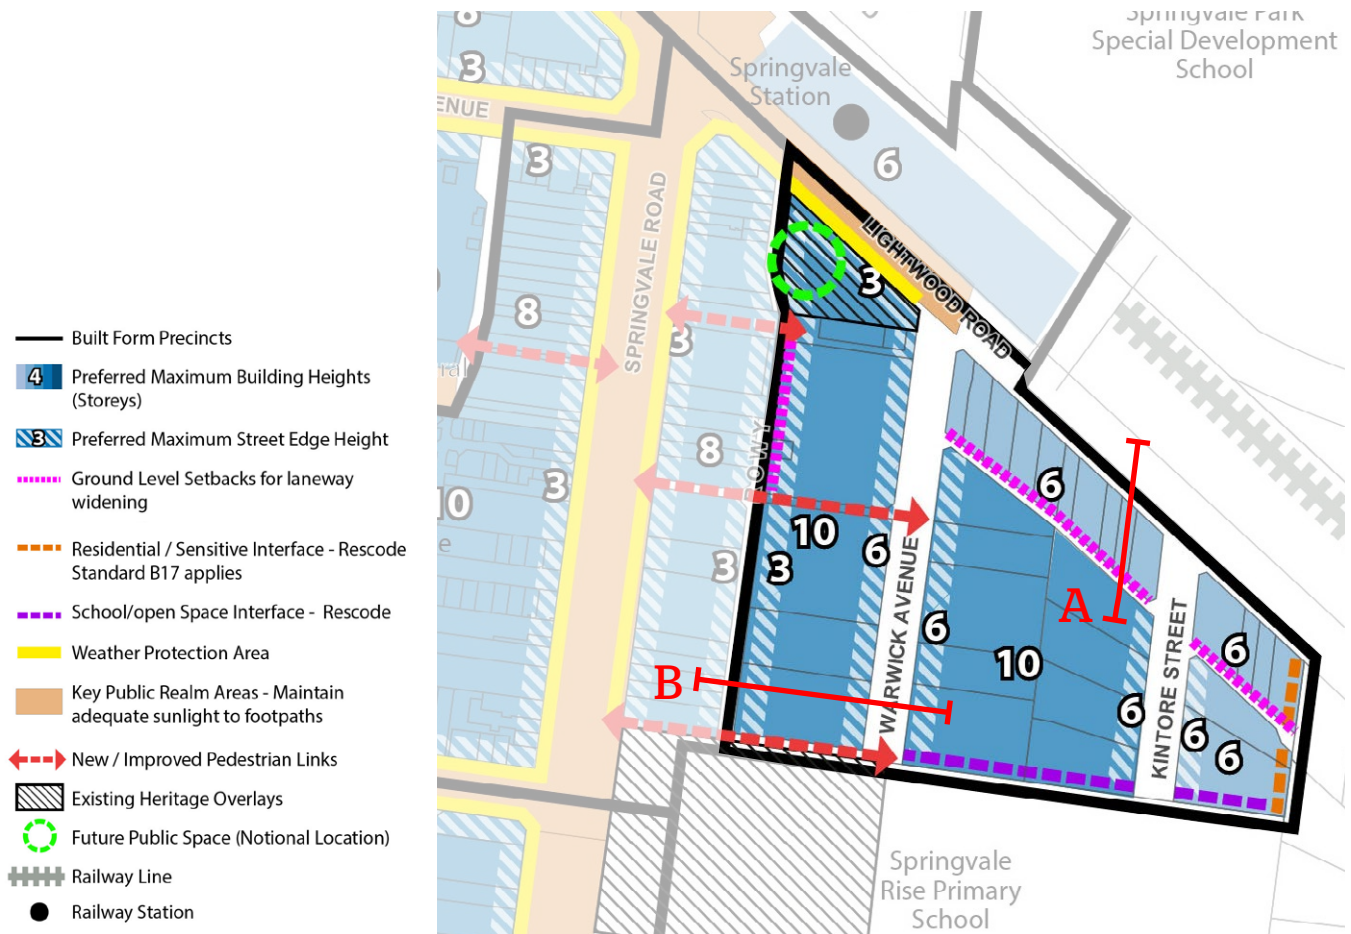 Built Form Precincts
4
Preferred Maximum Building Heights
(Storeys)
3
Preferred Maximum Street Edge Height
Ground Level Setbacks for laneway
widening
Residential / Sensitive Interface - Rescode
Standard B17 applies
School/open Space Interface - Rescode
Weather Protection Area
Key Public Realm Areas - Maintain
adequate sunlight to footpaths
New / Improved Pedestrian Links
Existing Heritage Overlays
Future Public Space (Notional Location)
Railway Line
Railway Station
Springvale Park
Special Development
School
Springvale
Station
3
ENUE
3
6
SPRINGVALE ROAD
LIGHTWOOD ROAD
3
8
3
8
3
10
3
10
3
6
6
A
WARWICK AVENUE
6
10
KINTORE STREET
6
B
6
6
6
Springvale
Rise Primary
School